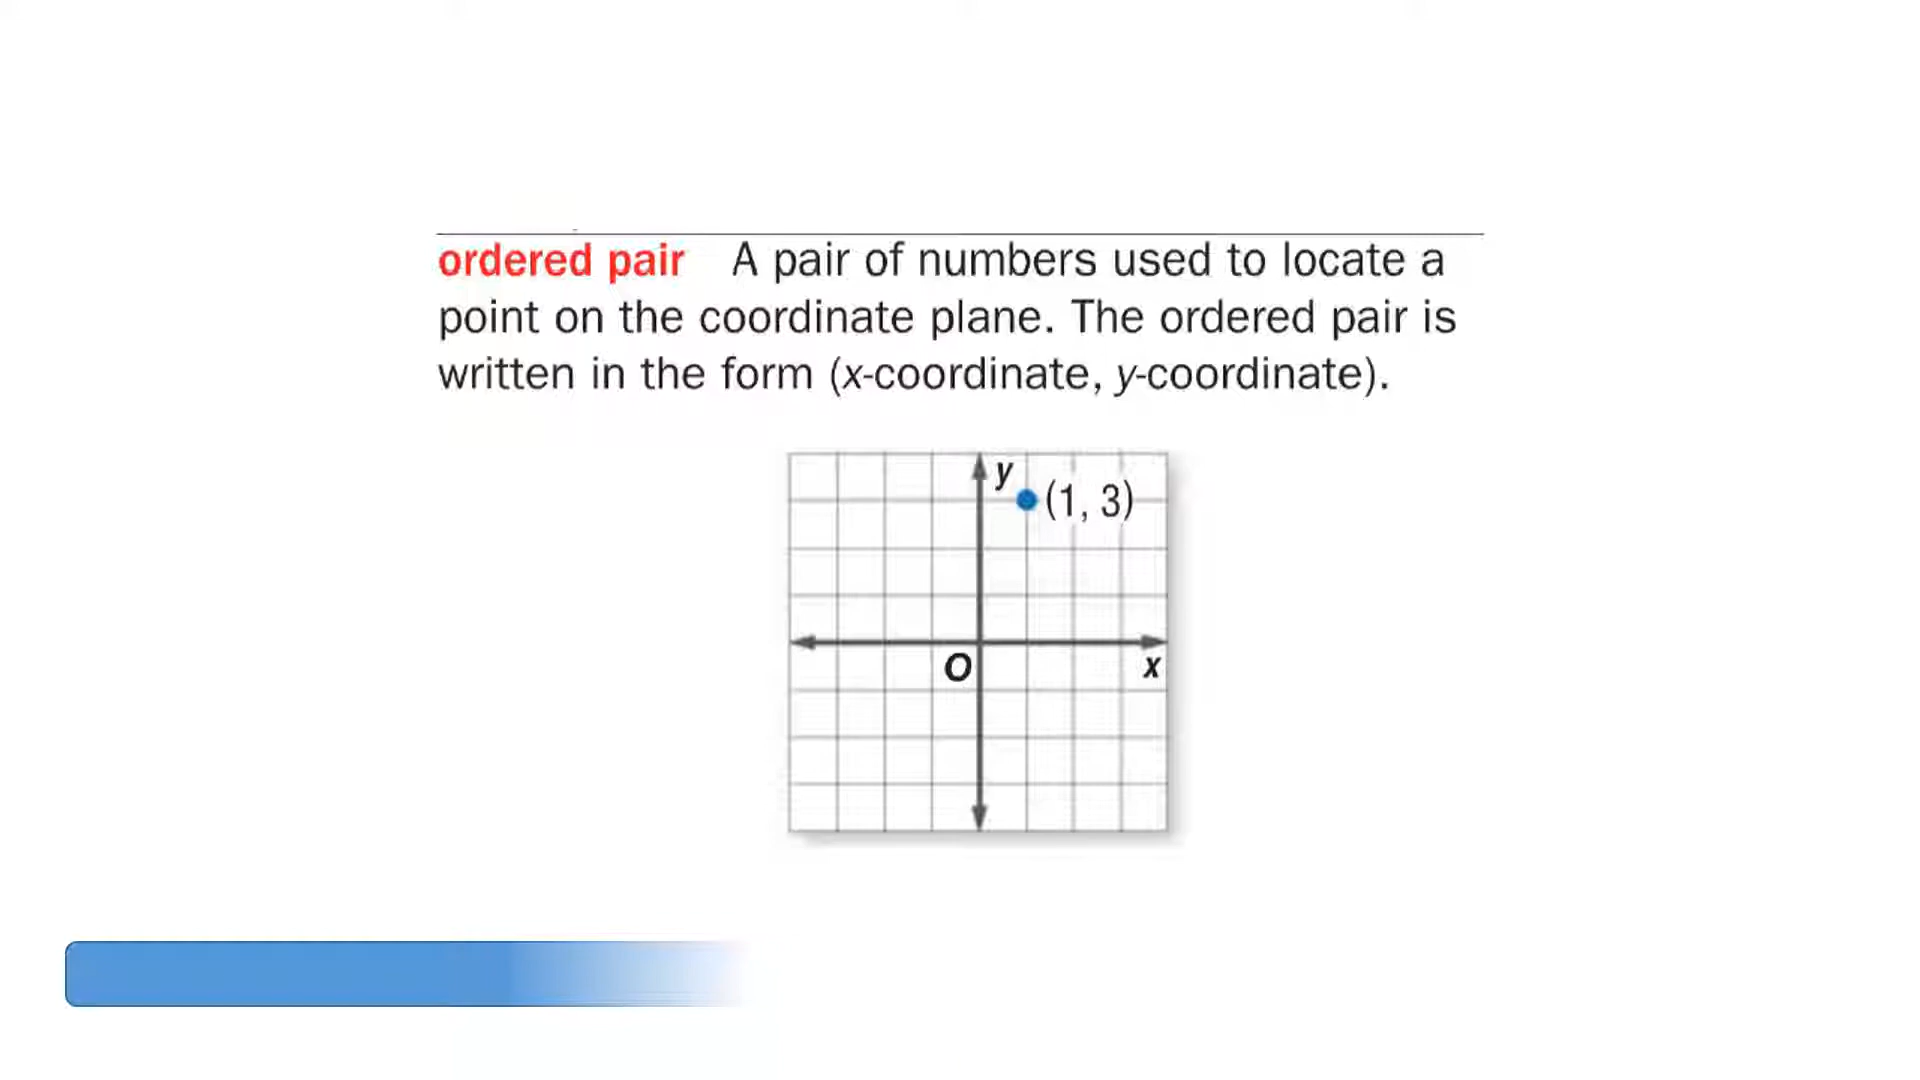 ordered pair A pair of numbers used to locate a
point on the coordinate plane. The ordered pair is
written in the form (x-coordinate, y-coordinate).
y
(1, 3)
O
x